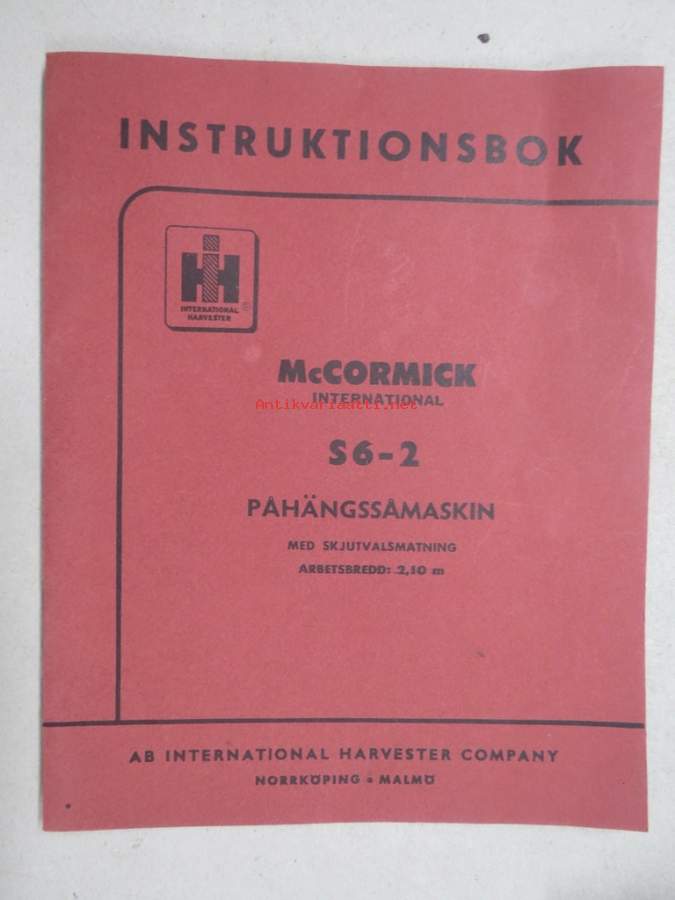 INSTRUKTIONSBOK
IH
INTERNATIONAL
HARVESTER
®
McCORMICK
INTERNATIONAL
Antikvariaatti.net
S6-2
PÅHÄNGSSÅMASKIN
MED SKJUTVALSMATNING
ARBETSBREDD: 2,10 m
AB INTERNATIONAL HARVESTER COMPANY
NORRKÖPING • MALMÖ